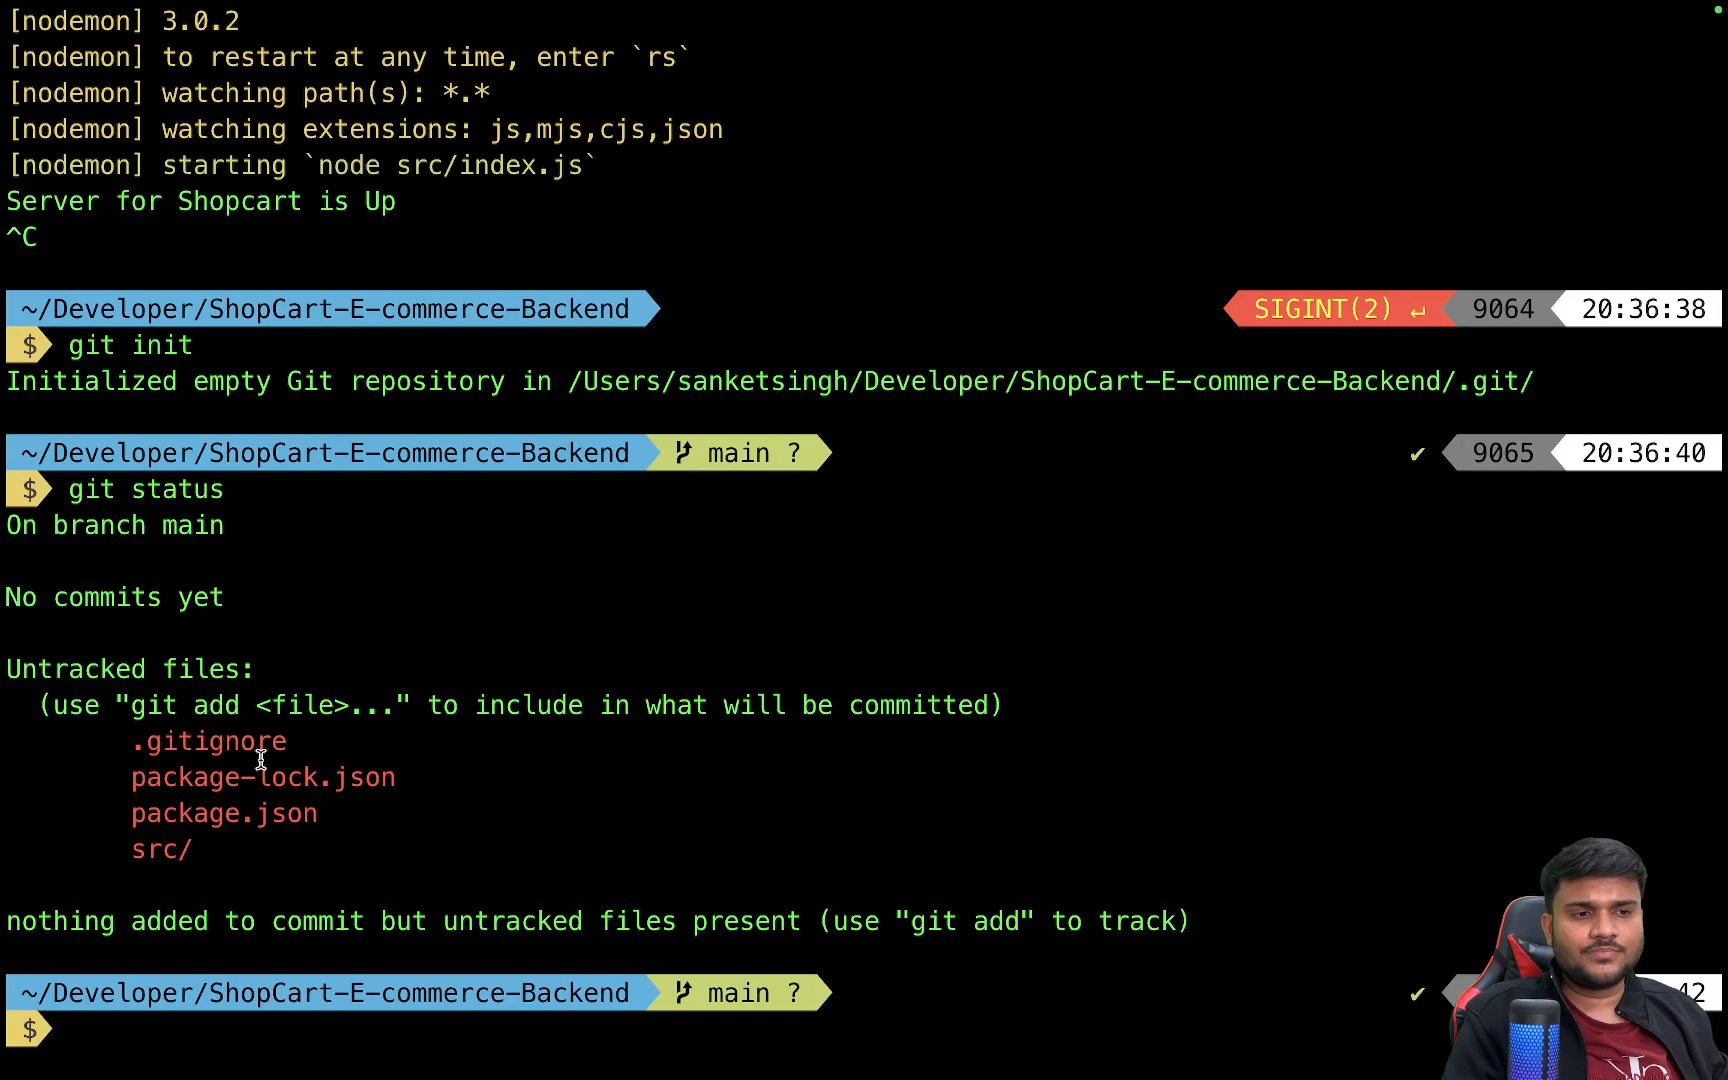 [nodemon] 3.0.2
[nodemon] to restart at any time, enter `rs`
[nodemon] watching path(s): *.*
[nodemon] watching extensions: js,mjs,cjs,json
[nodemon] starting `node src/index.js`
Server for Shopcart is Up
^C
~/Developer/ShopCart-E-commerce-Backend SIGINT(2) ↵ 9064 20:36:38
$ git init
Initialized empty Git repository in /Users/sanketsingh/Developer/ShopCart-E-commerce-Backend/.git/
~/Developer/ShopCart-E-commerce-Backend main ? ✔ 9065 20:36:40
$ git status
On branch main
No commits yet
Untracked files:
(use "git add <file>..." to include in what will be committed)
.gitignore
package-lock.json
package.json
src/
nothing added to commit but untracked files present (use "git add" to track)
~/Developer/ShopCart-E-commerce-Backend main ? ✔ 42
$